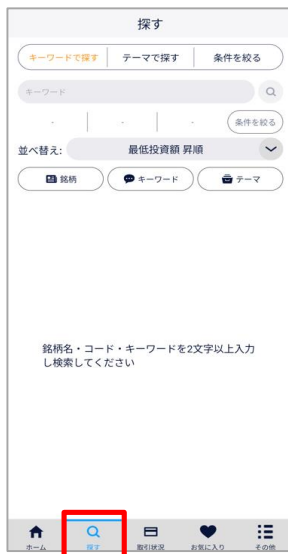 探す
キーワードで探す テーマで探す 条件を絞る
キーワード
- - - 条件を絞る
並べ替え: 最低投資額 昇順
銘柄 キーワード テーマ
銘柄名・コード・キーワードを2文字以上入力
し検索してください
ホーム 探す 取引状況 お気に入り その他